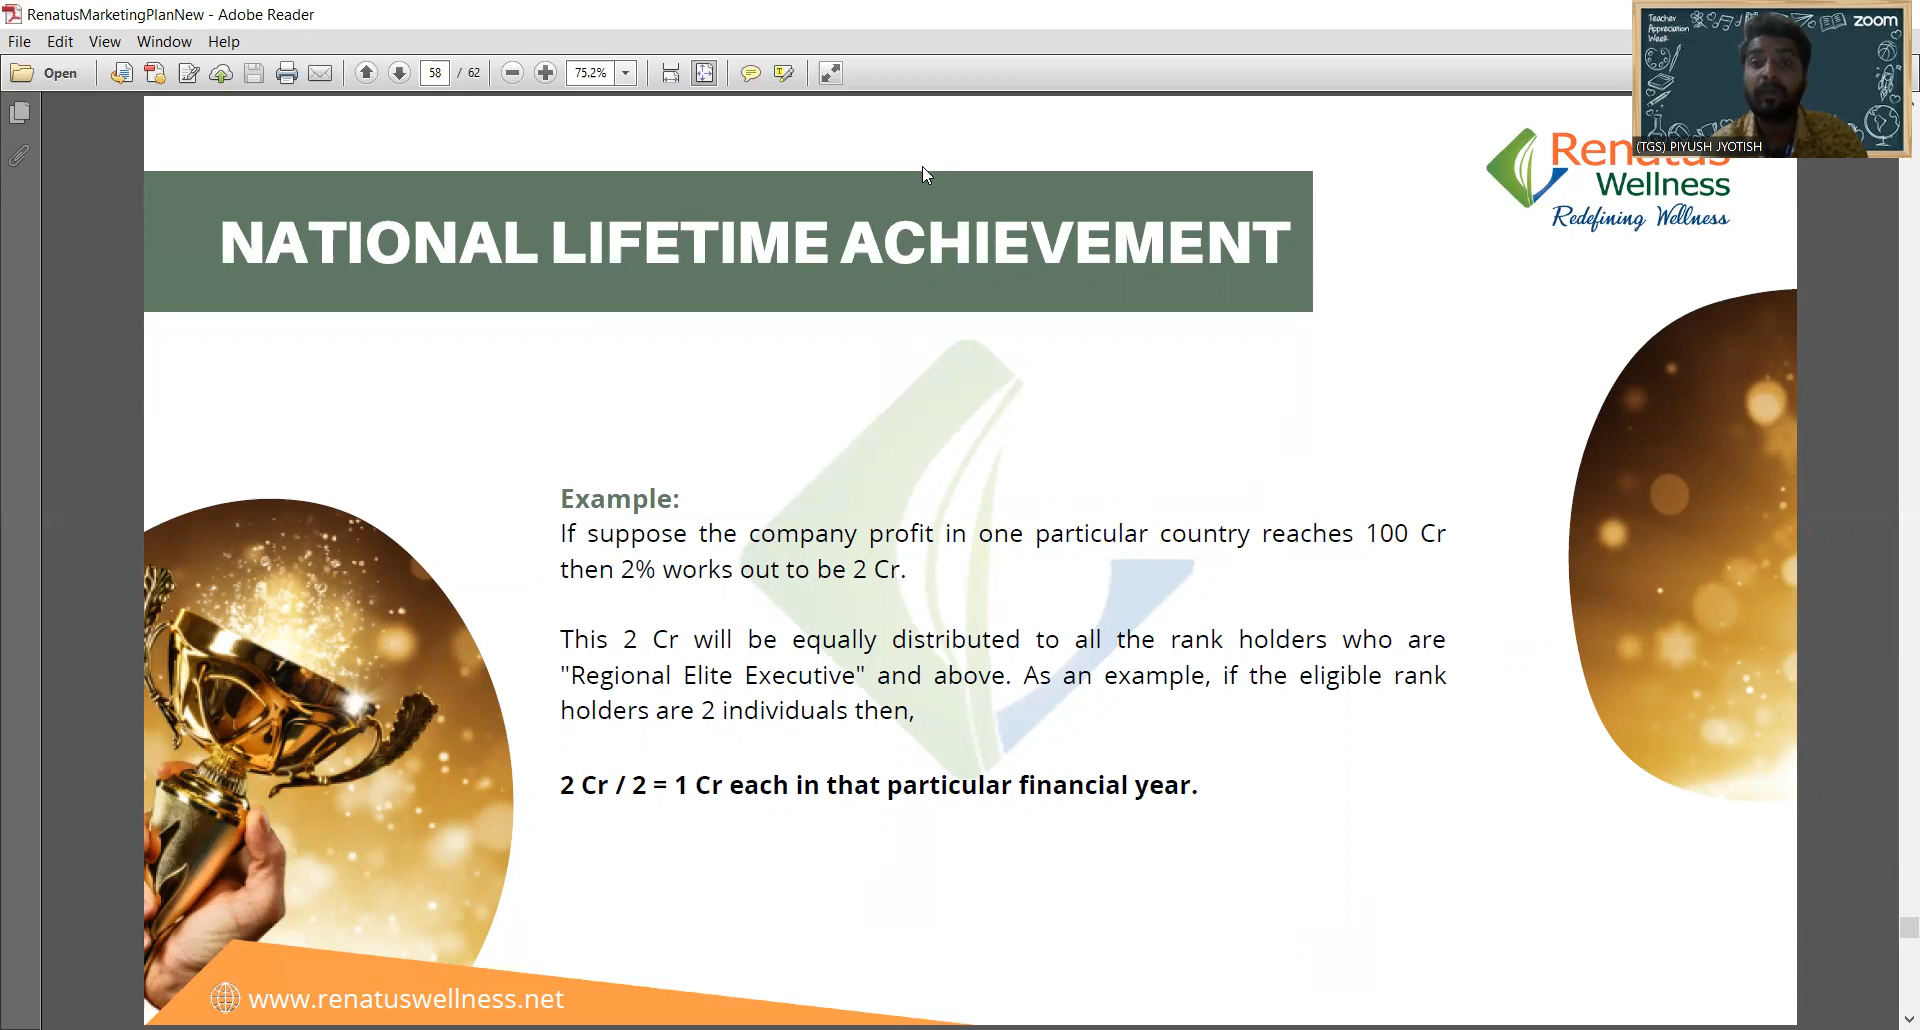 RenatusMarketingPlanNew - Adobe Reader
File Edit View Window Help
Open 58 / 62 75.2%
Teacher
Appreciation
Week
zoom
(TGS) PIYUSH JYOTISH
Renatus
Wellness
Redefining Wellness
NATIONAL LIFETIME ACHIEVEMENT
Example:
If suppose the company profit in one particular country reaches 100 Cr
then 2% works out to be 2 Cr.
This 2 Cr will be equally distributed to all the rank holders who are
"Regional Elite Executive" and above. As an example, if the eligible rank
holders are 2 individuals then,
2 Cr / 2 = 1 Cr each in that particular financial year.
www.renatuswellness.net